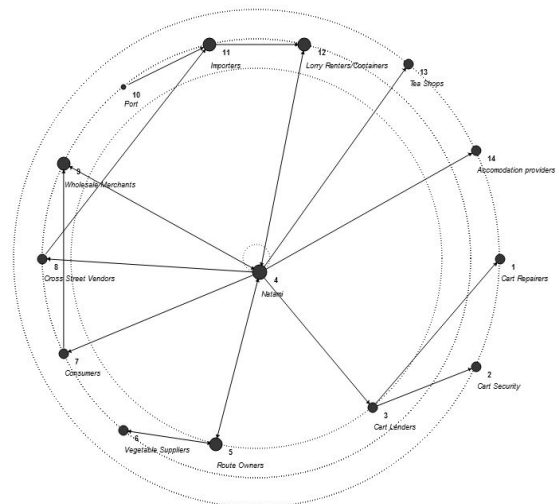 11
Importers
12
Lorry Renters/Containers
13
Tea Shops
10
Port
14
Accomodation providers
9
Wholesale Merchants
8
Cross Street Vendors
4
Natami
1
Cart Repairers
7
Consumers
2
Cart Security
3
Cart Lenders
6
Vegetable Suppliers
5
Route Owners